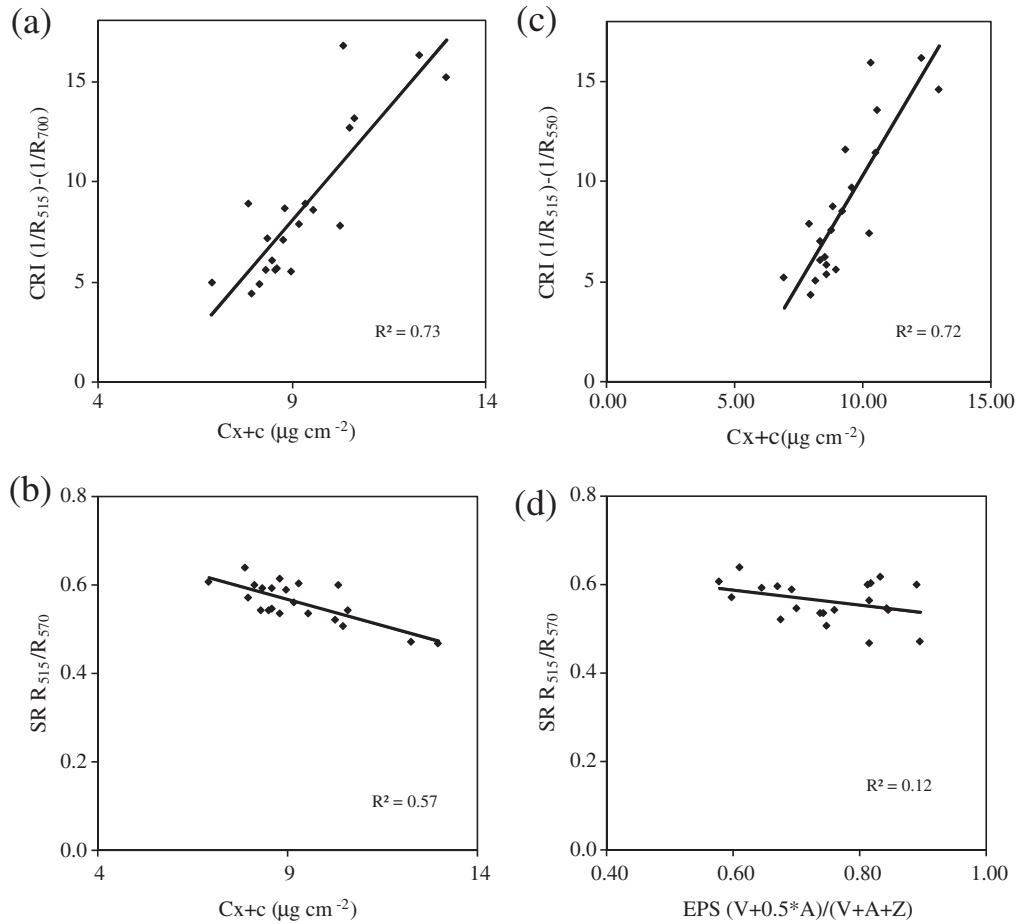 (a)
15
10
5
0
CRI (1/R515)-(1/R700)
R² = 0.73
4 9 14
Cx+c (µg cm-2)
(c)
15
10
5
0
CRI (1/R515)-(1/R550)
R² = 0.72
0.00 5.00 10.00 15.00
Cx+c(µg cm-2)
(b)
0.8
0.6
0.4
0.2
0.0
SR R515/R570
R² = 0.57
4 9 14
Cx+c (µg cm-2)
(d)
0.8
0.6
0.4
0.2
0.0
SR R515/R570
R² = 0.12
0.40 0.60 0.80 1.00
EPS (V+0.5*A)/(V+A+Z)